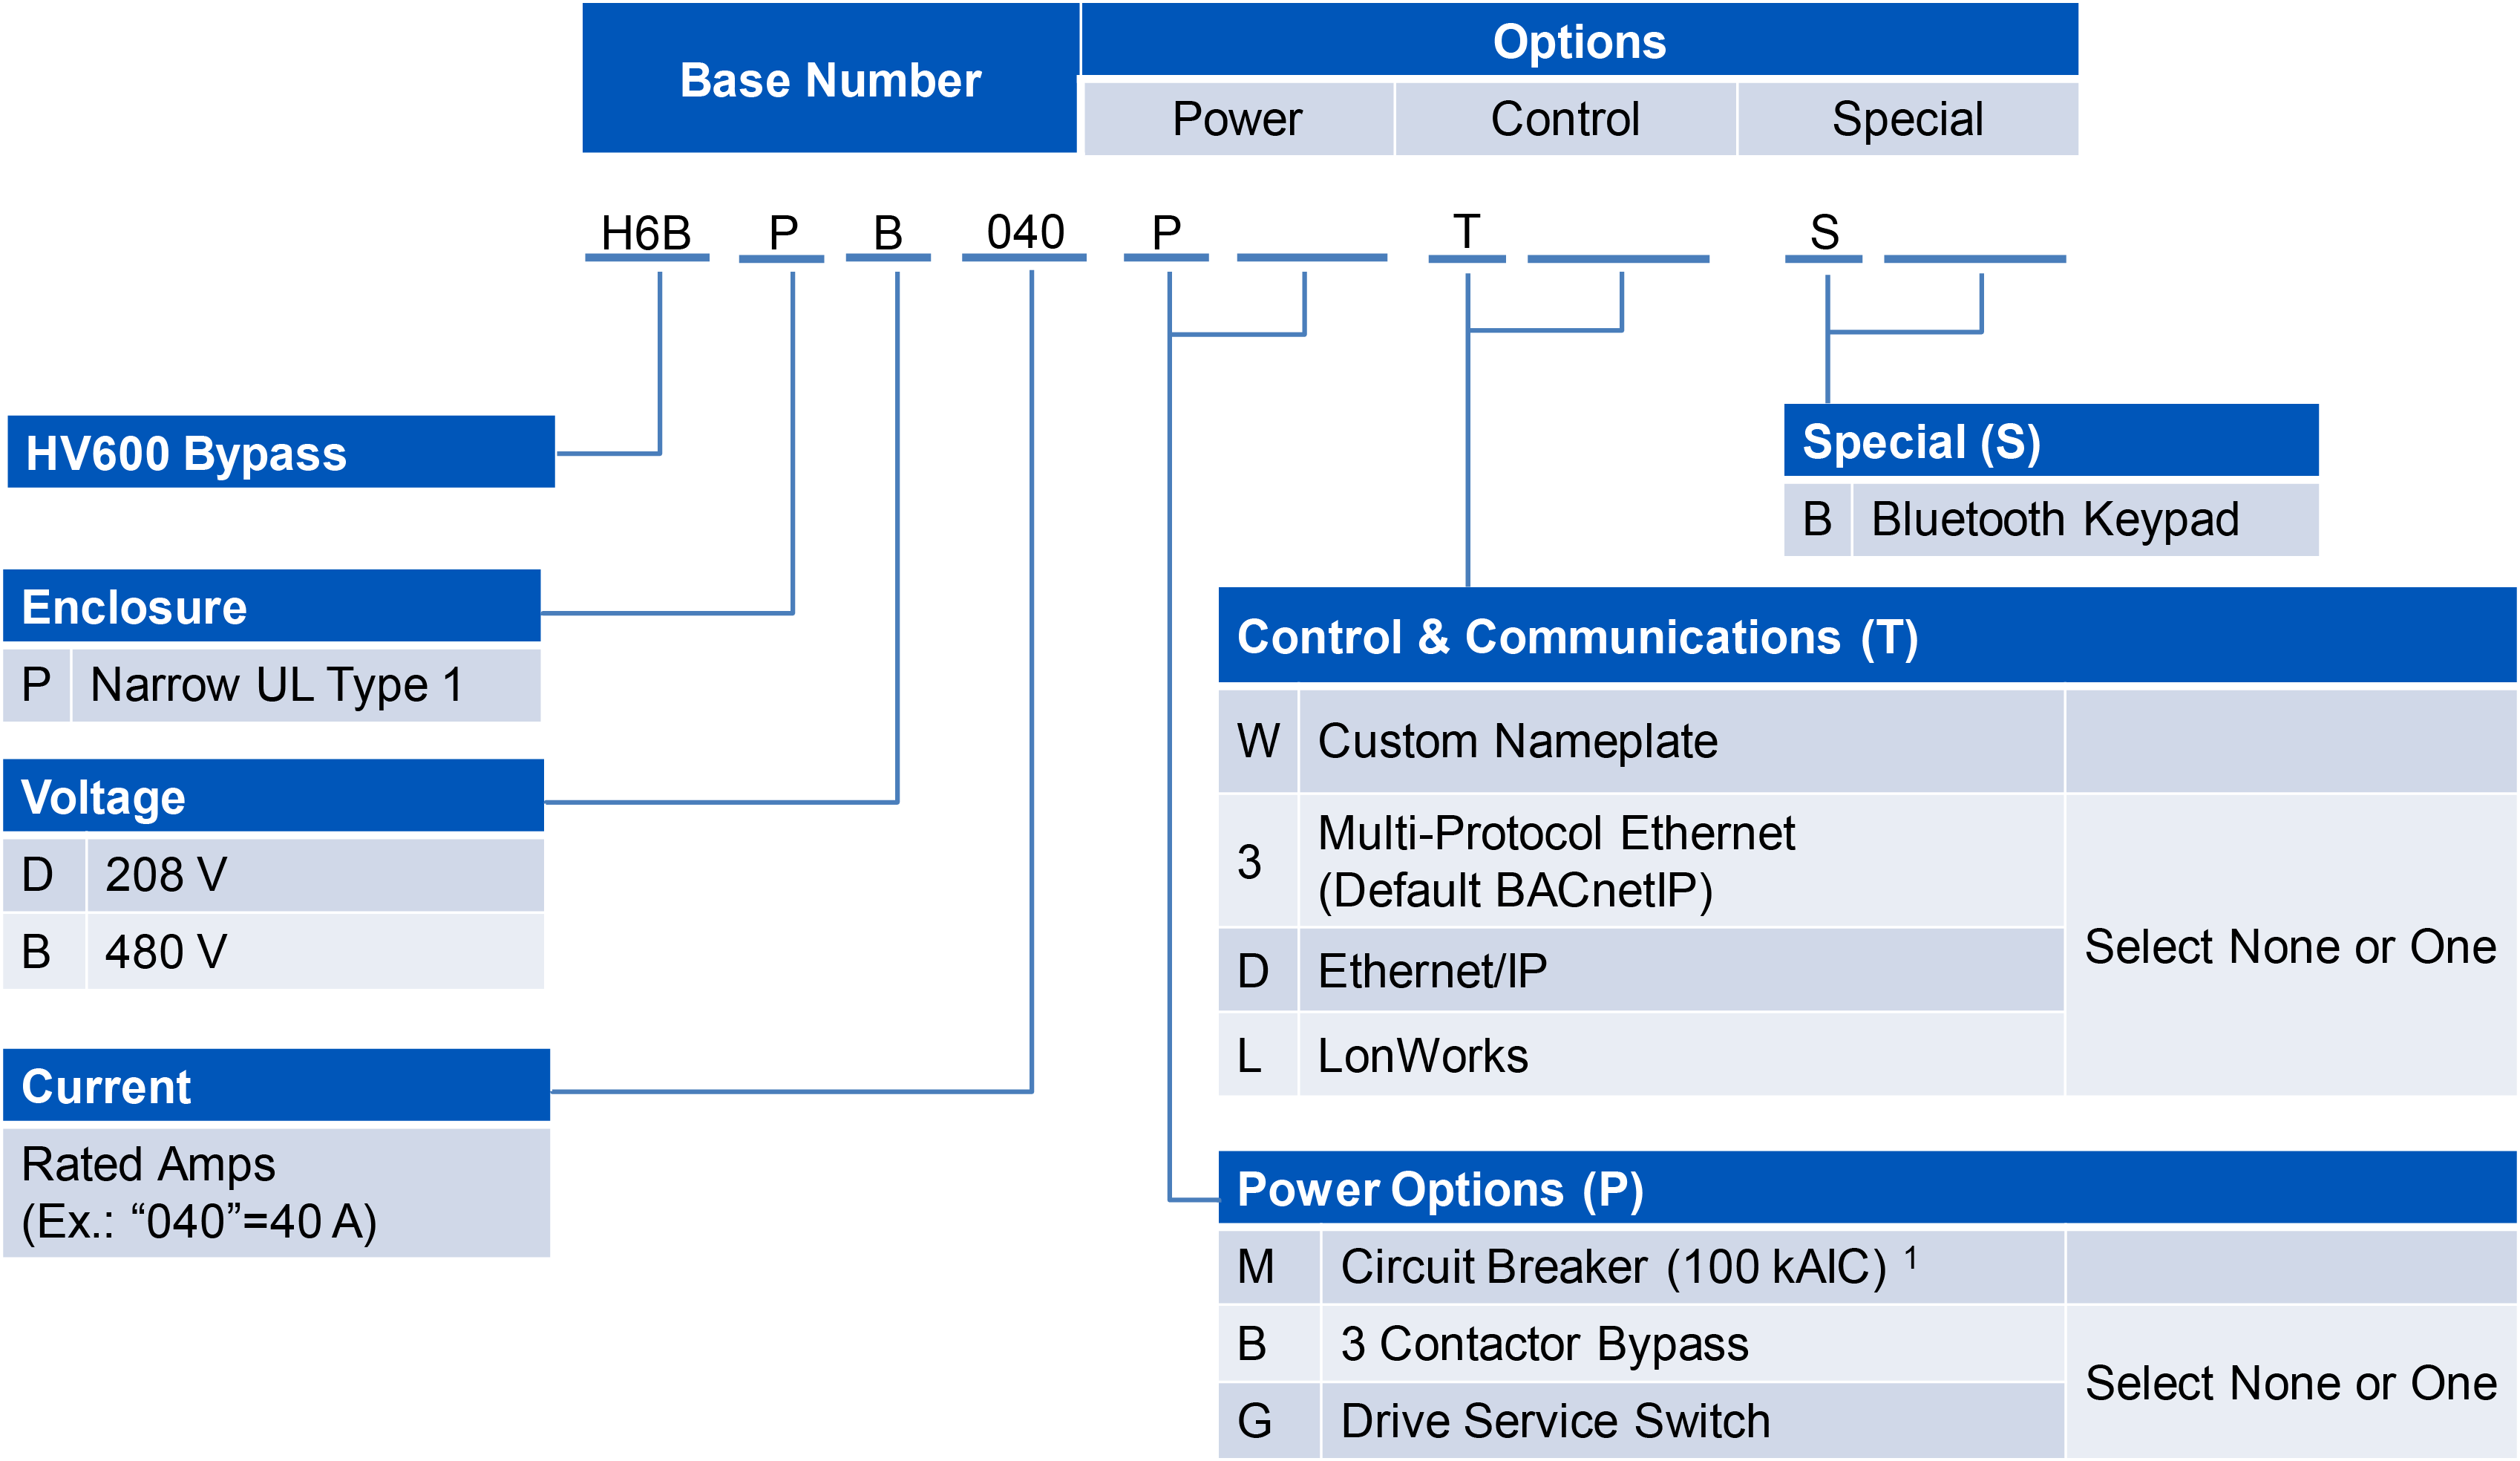 Base Number
Options
Power
Control
Special
H6B P B 040 P T S
HV600 Bypass
Special (S)
B Bluetooth Keypad
Enclosure
P Narrow UL Type 1
Control & Communications (T)
W Custom Nameplate
3 Multi-Protocol Ethernet
(Default BACnetIP)
D Ethernet/IP
L LonWorks
Select None or One
Voltage
D 208 V
B 480 V
Current
Rated Amps
(Ex.: “040”=40 A)
Power Options (P)
M Circuit Breaker (100 kAIC) ¹
B 3 Contactor Bypass
G Drive Service Switch
Select None or One